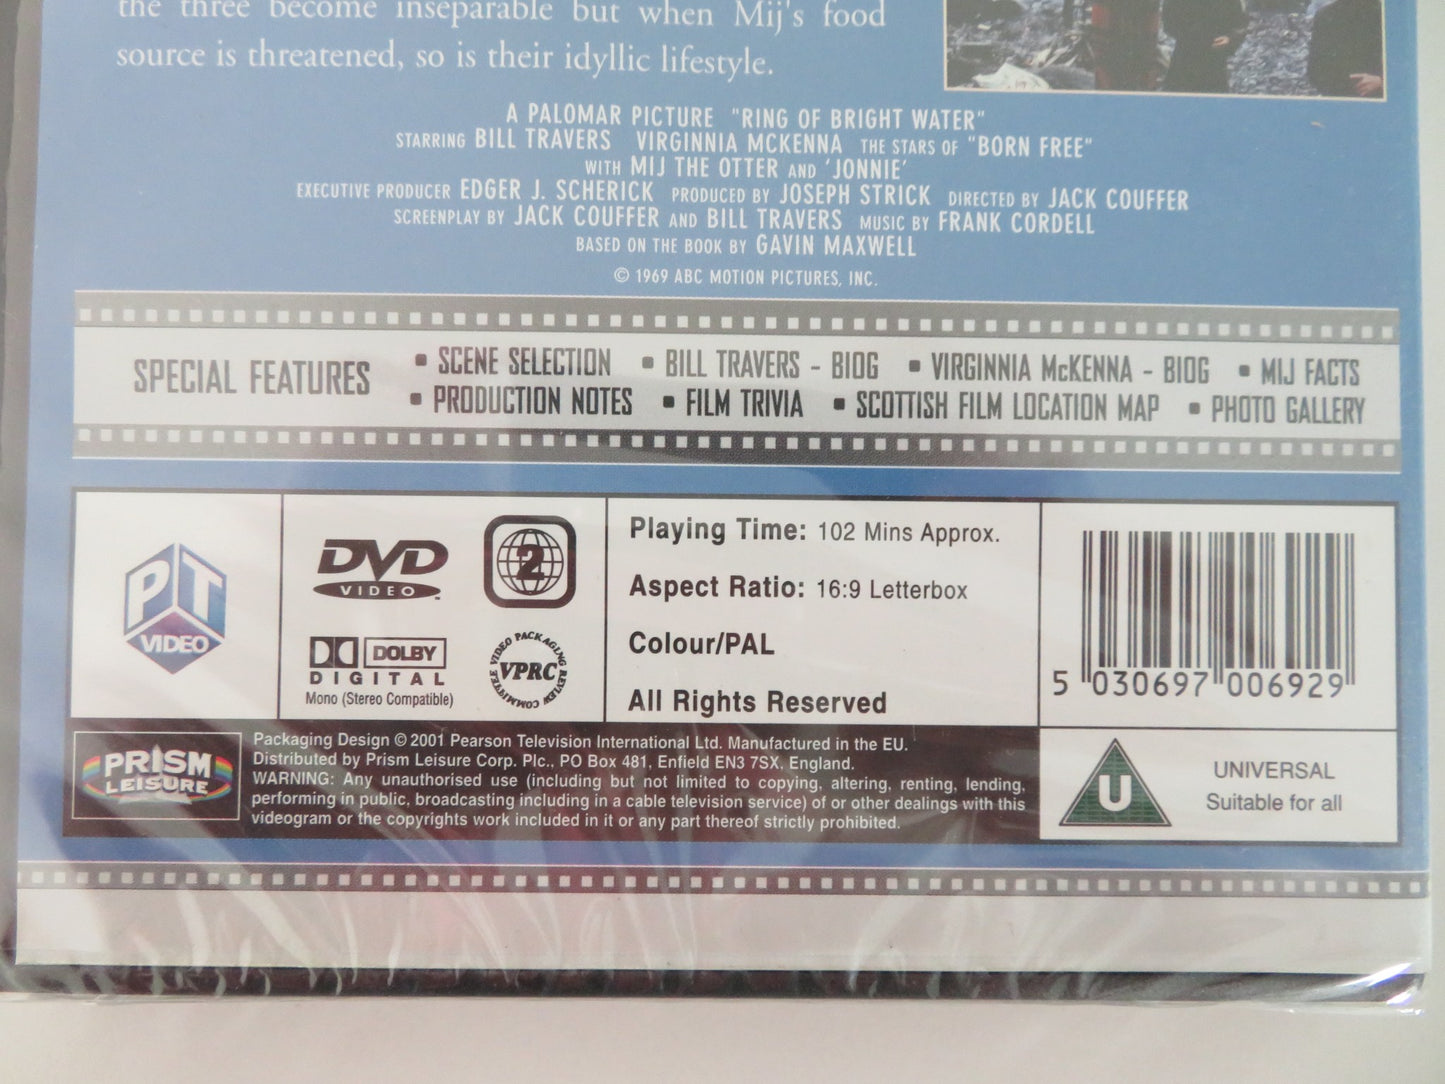 the three become inseparable but when Mij's food
source is threatened, so is their idyllic lifestyle.
A PALOMAR PICTURE "RING OF BRIGHT WATER"
STARRING BILL TRAVERS VIRGINNIA MCKENNA THE STARS OF "BORN FREE"
WITH MIJ THE OTTER AND 'JONNIE'
EXECUTIVE PRODUCER EDGER J. SCHERICK PRODUCED BY JOSEPH STRICK DIRECTED BY JACK COUFFER
SCREENPLAY BY JACK COUFFER AND BILL TRAVERS MUSIC BY FRANK CORDELL
BASED ON THE BOOK BY GAVIN MAXWELL
© 1969 ABC MOTION PICTURES, INC.
SPECIAL FEATURES
• SCENE SELECTION • BILL TRAVERS - BIOG • VIRGINNIA McKENNA - BIOG • MIJ FACTS
• PRODUCTION NOTES • FILM TRIVIA • SCOTTISH FILM LOCATION MAP • PHOTO GALLERY
PT
VIDEO
DVD
VIDEO
2
DOLBY
DIGITAL
Mono (Stereo Compatible)
VIDEO PACKAGING REVIEW COMMITTEE
VPRC
Playing Time: 102 Mins Approx.
Aspect Ratio: 16:9 Letterbox
Colour/PAL
All Rights Reserved
5 030697 006929
PRISM
LEISURE
Packaging Design © 2001 Pearson Television International Ltd. Manufactured in the EU.
Distributed by Prism Leisure Corp. Plc., PO Box 481, Enfield EN3 7SX, England.
WARNING: Any unauthorised use (including but not limited to copying, altering, renting, lending,
performing in public, broadcasting including in a cable television service) of or other dealings with this
videogram or the copyrights work included in it or any part thereof strictly prohibited.
U
UNIVERSAL
Suitable for all